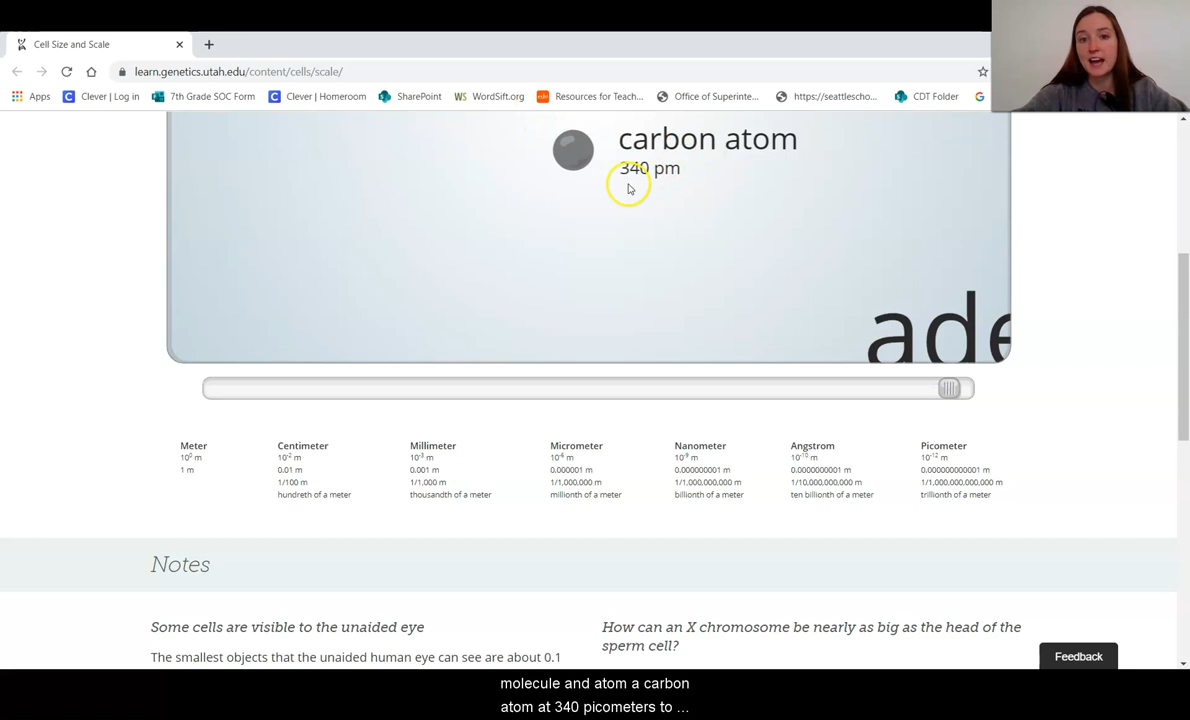 Cell Size and Scale
learn.genetics.utah.edu/content/cells/scale/
Apps Clever | Log in 7th Grade SOC Form Clever | Homeroom SharePoint WS WordSift.org Resources for Teach... Office of Superinte... https://seattlescho... CDT Folder
carbon atom
340 pm
ade
Meter Centimeter Millimeter Micrometer Nanometer Angstrom Picometer
10⁰ m 10⁻² m 10⁻³ m 10⁻⁶ m 10⁻⁹ m 10⁻¹⁰ m 10⁻¹² m
1 m 0.01 m 0.001 m 0.000001 m 0.000000001 m 0.0000000001 m 0.000000000001 m
1/100 m 1/1,000 m 1/1,000,000 m 1/1,000,000,000 m 1/10,000,000,000 m 1/1,000,000,000,000 m
hundreth of a meter thousandth of a meter millionth of a meter billionth of a meter ten billionth of a meter trillionth of a meter
Notes
Some cells are visible to the unaided eye
The smallest objects that the unaided human eye can see are about 0.1
How can an X chromosome be nearly as big as the head of the
sperm cell?
Feedback
molecule and atom a carbon
atom at 340 picometers to ...